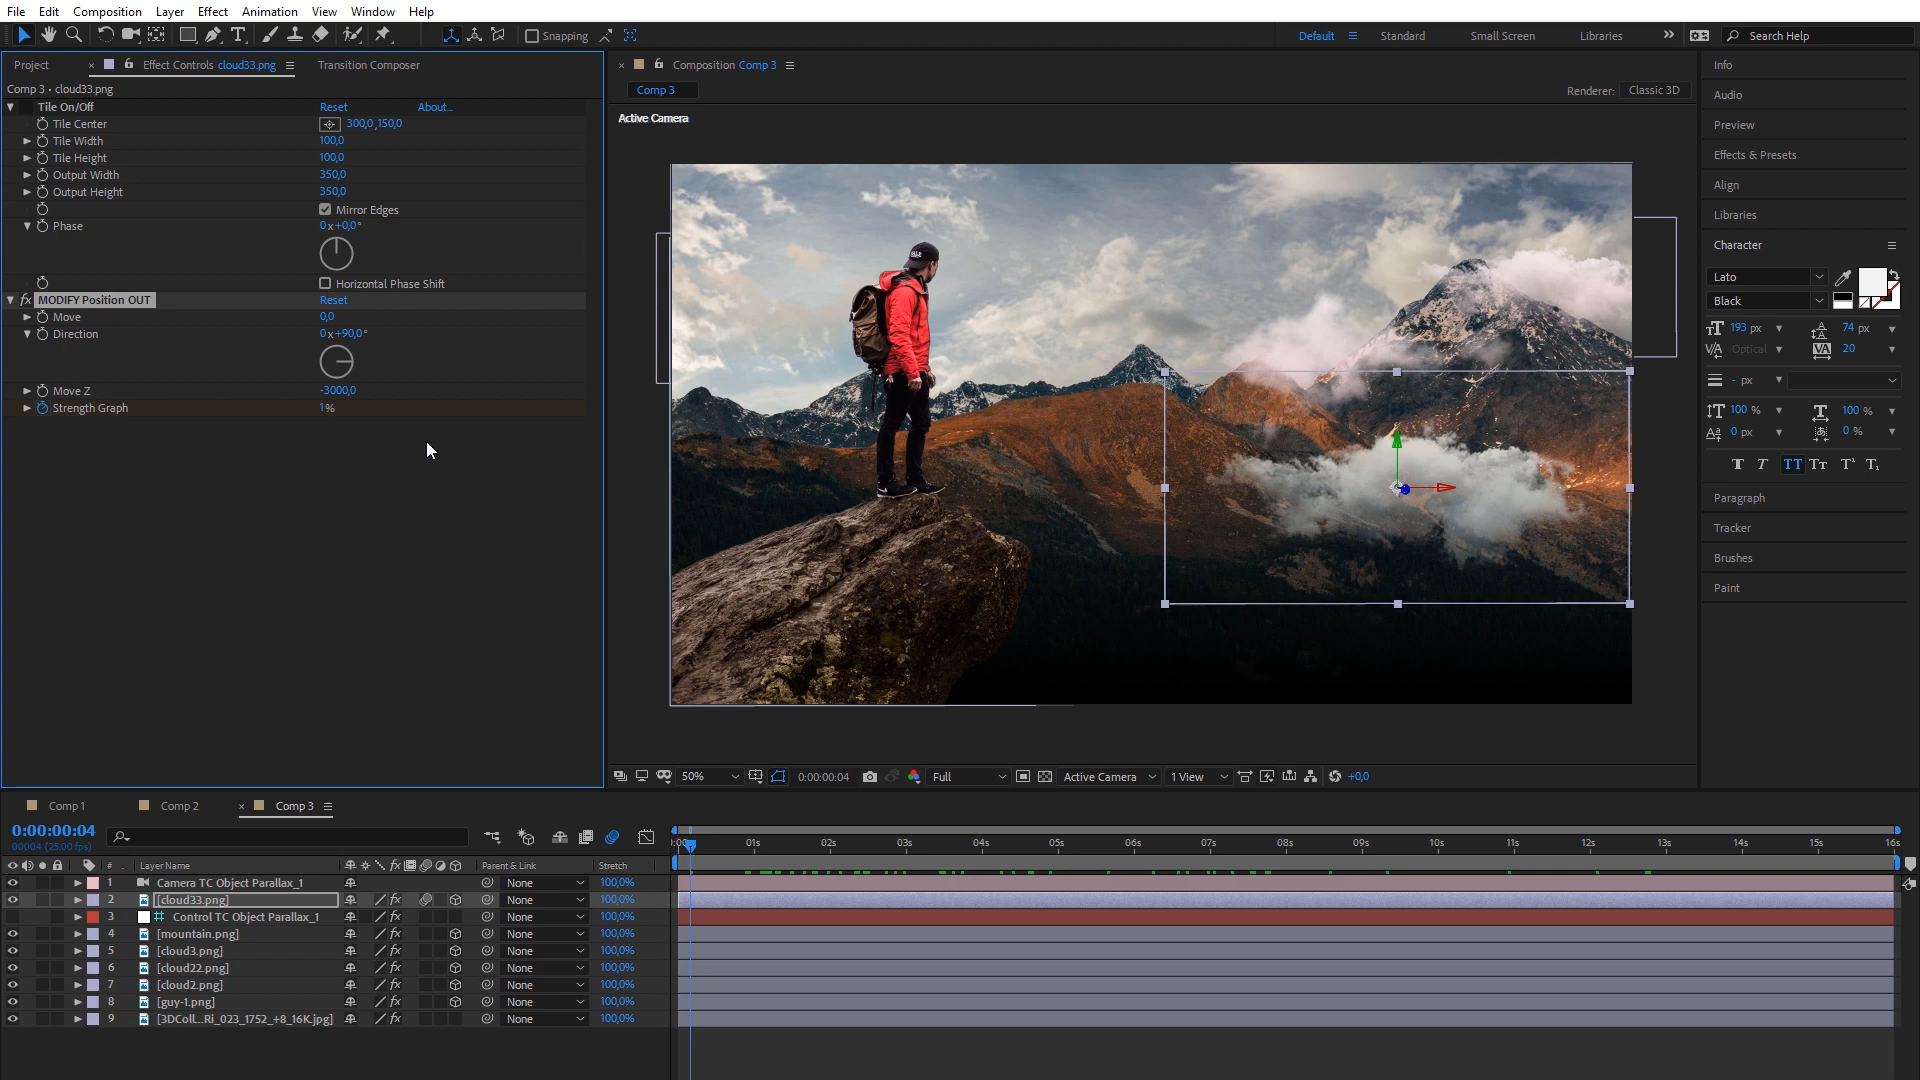 File Edit Composition Layer Effect Animation View Window Help
Snapping Default Standard Small Screen Libraries Search Help
Project Effect Controls cloud33.png Transition Composer
Comp 3 • cloud33.png
Tile On/Off Reset About...
Tile Center 300,0 ,150,0
Tile Width 100,0
Tile Height 100,0
Output Width 350,0
Output Height 350,0
Mirror Edges
Phase 0x+0,0°
Horizontal Phase Shift
fx MODIFY Position OUT Reset
Move 0,0
Direction 0x+90,0°
Move Z -3000,0
Strength Graph 1%
Composition Comp 3
Comp 3 Renderer: Classic 3D
Active Camera
50% 0:00:00:04 Full Active Camera 1 View +0,0
Info
Audio
Preview
Effects & Presets
Align
Libraries
Character
Lato
Black
193 px 74 px
Optical 20
- px
100 % 100 %
0 px 0 %
T T TT Tт T¹ T₁
Paragraph
Tracker
Brushes
Paint
Comp 1 Comp 2 Comp 3
0:00:00:04
00004 (25.00 fps)
# Layer Name Parent & Link Stretch
1 Camera TC Object Parallax_1 None 100,0%
2 [cloud33.png] None 100,0%
3 Control TC Object Parallax_1 None 100,0%
4 [mountain.png] None 100,0%
5 [cloud3.png] None 100,0%
6 [cloud22.png] None 100,0%
7 [cloud2.png] None 100,0%
8 [guy-1.png] None 100,0%
9 [3DColl...Ri_023_1752_+8_16K.jpg] None 100,0%
01s 02s 03s 04s 05s 06s 07s 08s 09s 10s 11s 12s 13s 14s 15s 16s